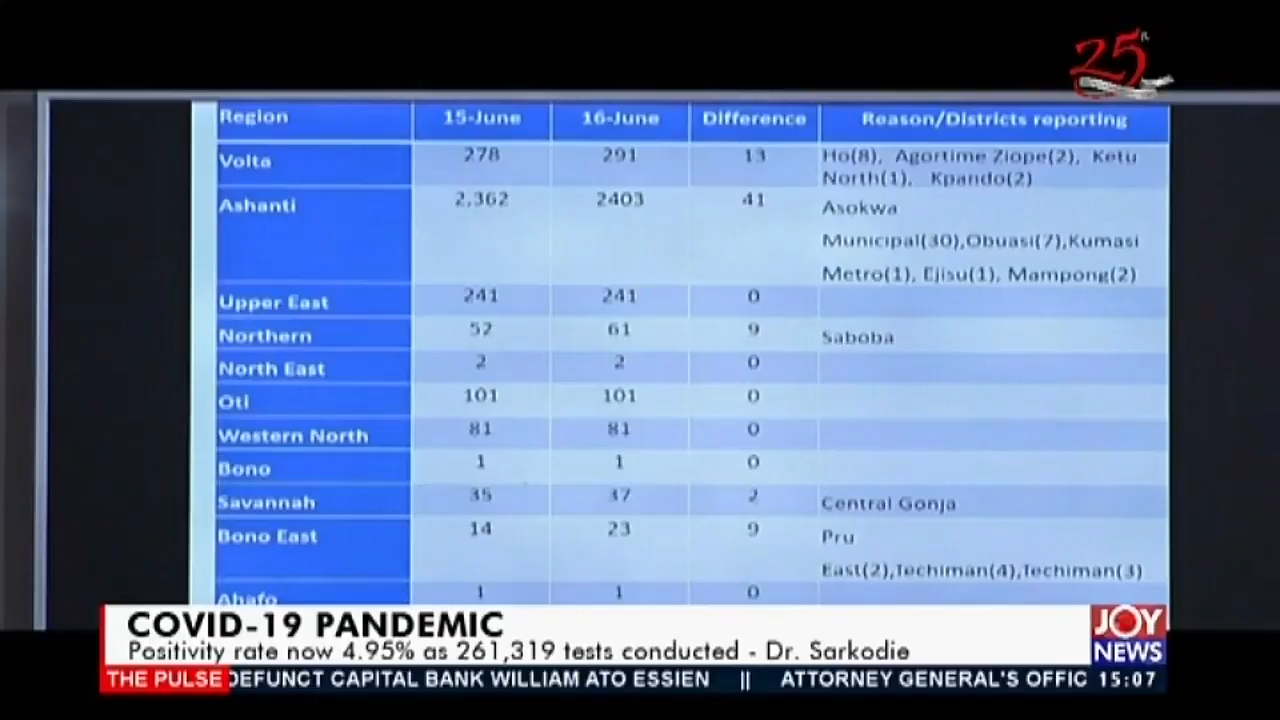 25
Region 15-June 16-June Difference Reason/Districts reporting
Volta 278 291 13 Ho(8), Agortime Ziope(2), Ketu
North(1), Kpando(2)
Ashanti 2,362 2403 41 Asokwa
Municipal(30),Obuasi(7),Kumasi
Metro(1), Ejisu(1), Mampong(2)
Upper East 241 241 0
Northern 52 61 9 Saboba
North East 2 2 0
Oti 101 101 0
Western North 81 81 0
Bono 1 1 0
Savannah 35 37 2 Central Gonja
Bono East 14 23 9 Pru
East(2),Techiman(4),Techiman(3)
Ahafo 1 1 0
COVID-19 PANDEMIC
Positivity rate now 4.95% as 261,319 tests conducted - Dr. Sarkodie
JOY
NEWS
THE PULSE DEFUNCT CAPITAL BANK WILLIAM ATO ESSIEN || ATTORNEY GENERAL'S OFFIC 15:07